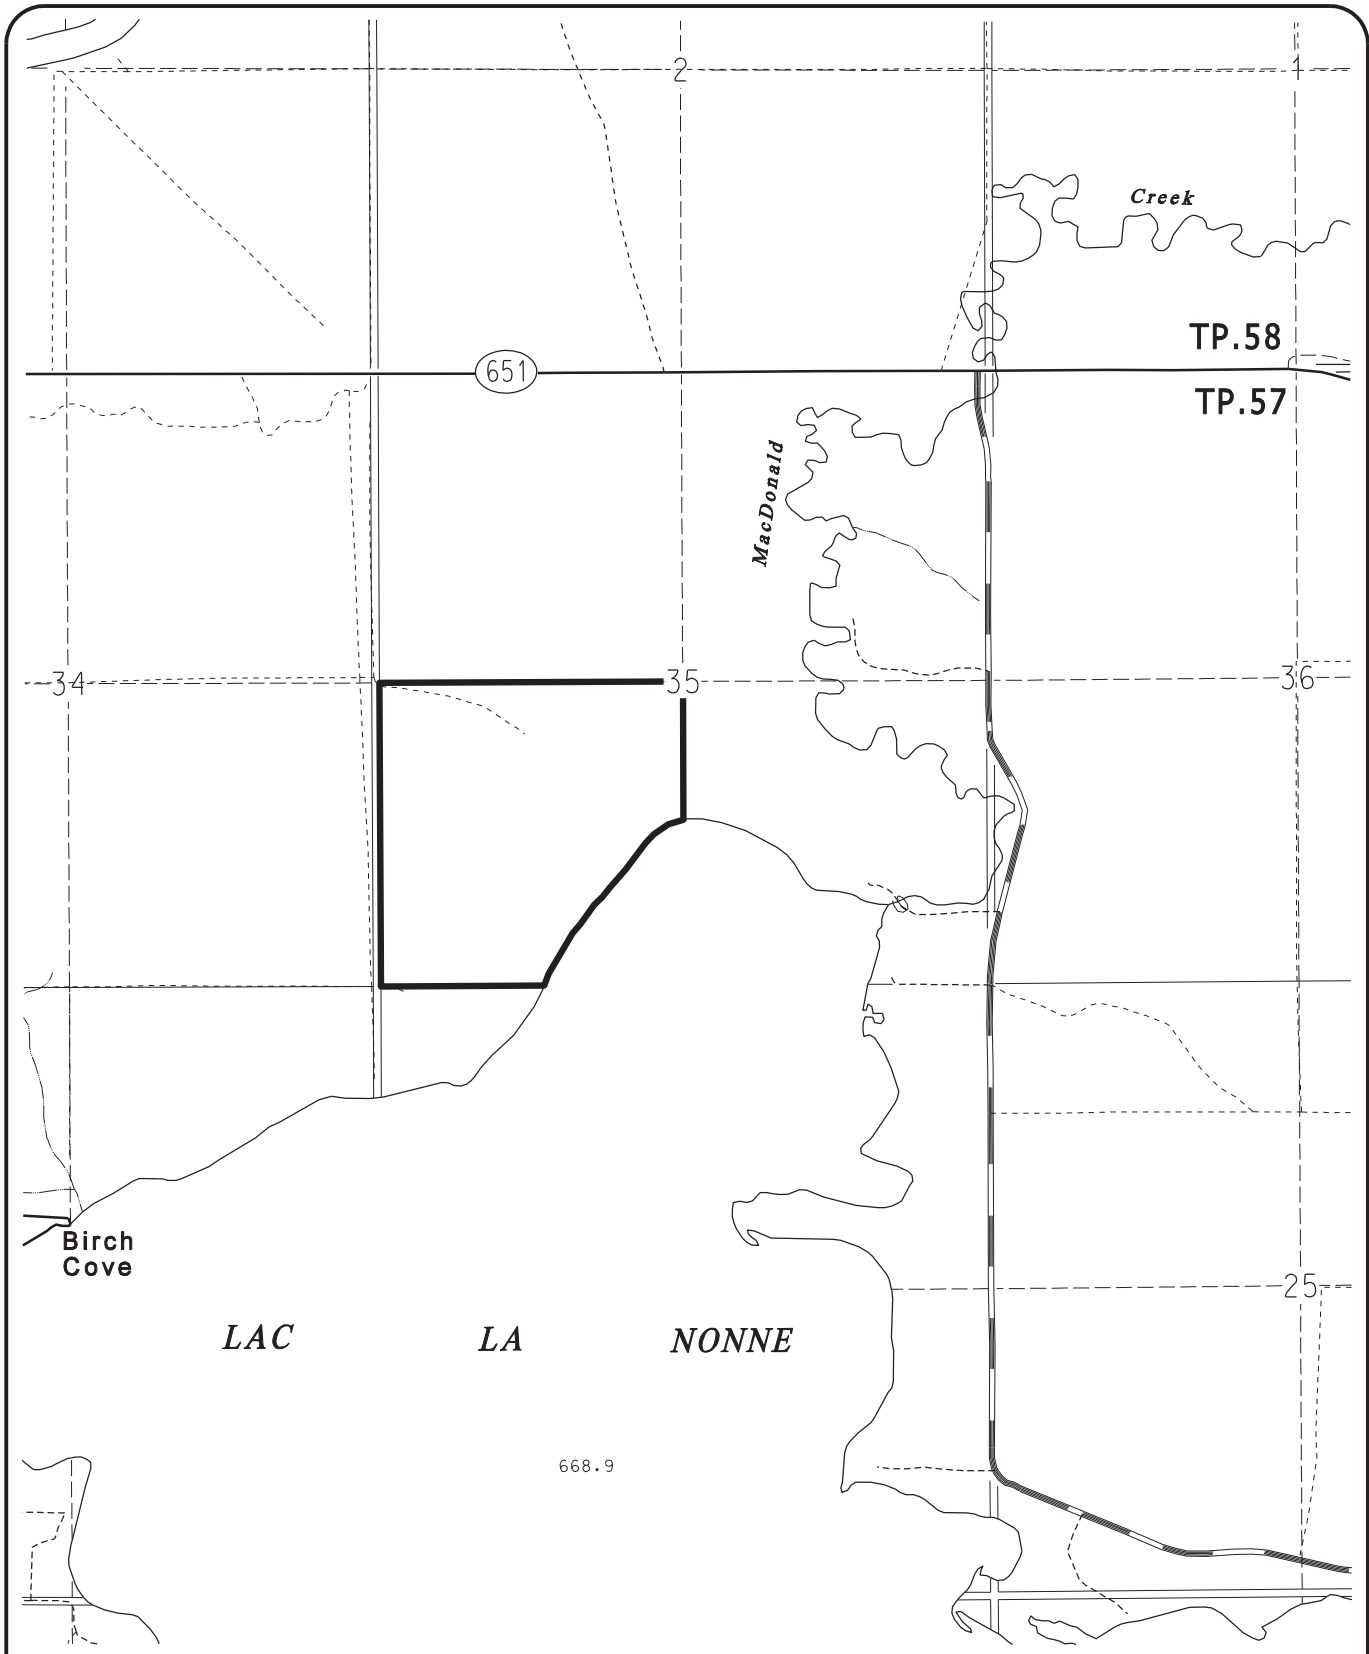 2
1
Creek
TP.58
651
TP.57
MacDonald
34
35
36
Birch
Cove
25
LAC LA NONNE
668.9